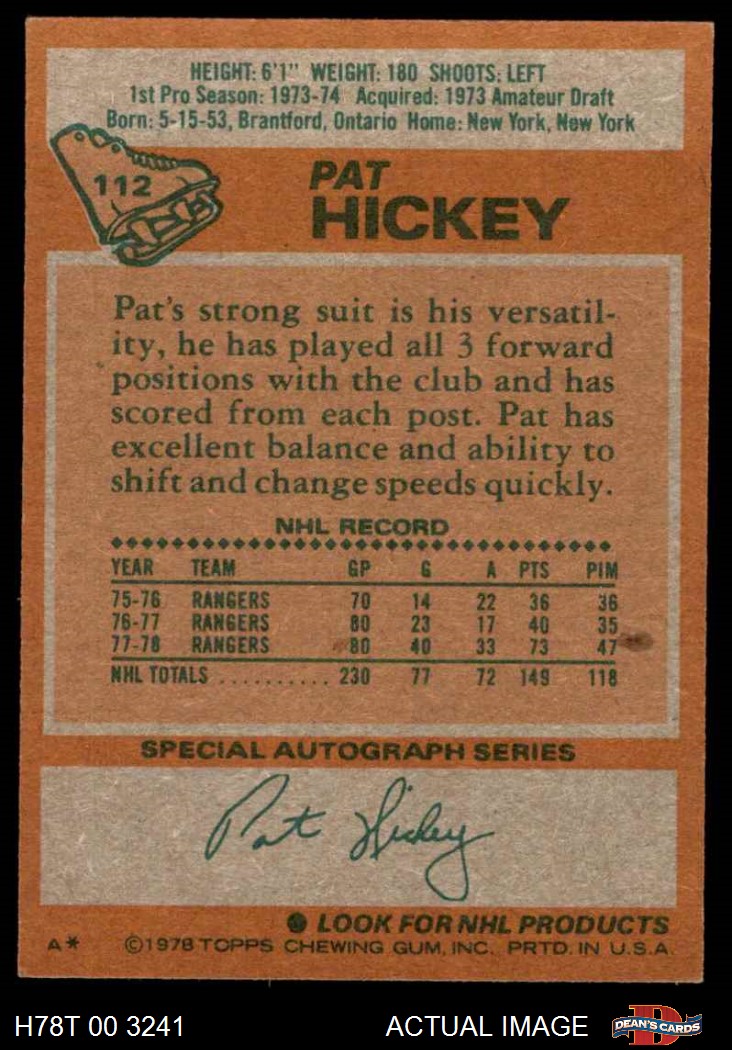 HEIGHT: 6'1" WEIGHT: 180 SHOOTS: LEFT
1st Pro Season: 1973-74 Acquired: 1973 Amateur Draft
Born: 5-15-53, Brantford, Ontario Home: New York, New York
112
PAT
HICKEY
Pat's strong suit is his versatil-
ity, he has played all 3 forward
positions with the club and has
scored from each post. Pat has
excellent balance and ability to
shift and change speeds quickly.
NHL RECORD
YEAR TEAM GP G A PTS PIM
75-76 RANGERS 70 14 22 36 36
76-77 RANGERS 80 23 17 40 35
77-78 RANGERS 80 40 33 73 47
NHL TOTALS .......... 230 77 72 149 118
SPECIAL AUTOGRAPH SERIES
Pat Hickey
LOOK FOR NHL PRODUCTS
A* ©1978 TOPPS CHEWING GUM, INC. PRTD. IN U.S.A.
H78T 00 3241 ACTUAL IMAGE D DEAN'S CARDS